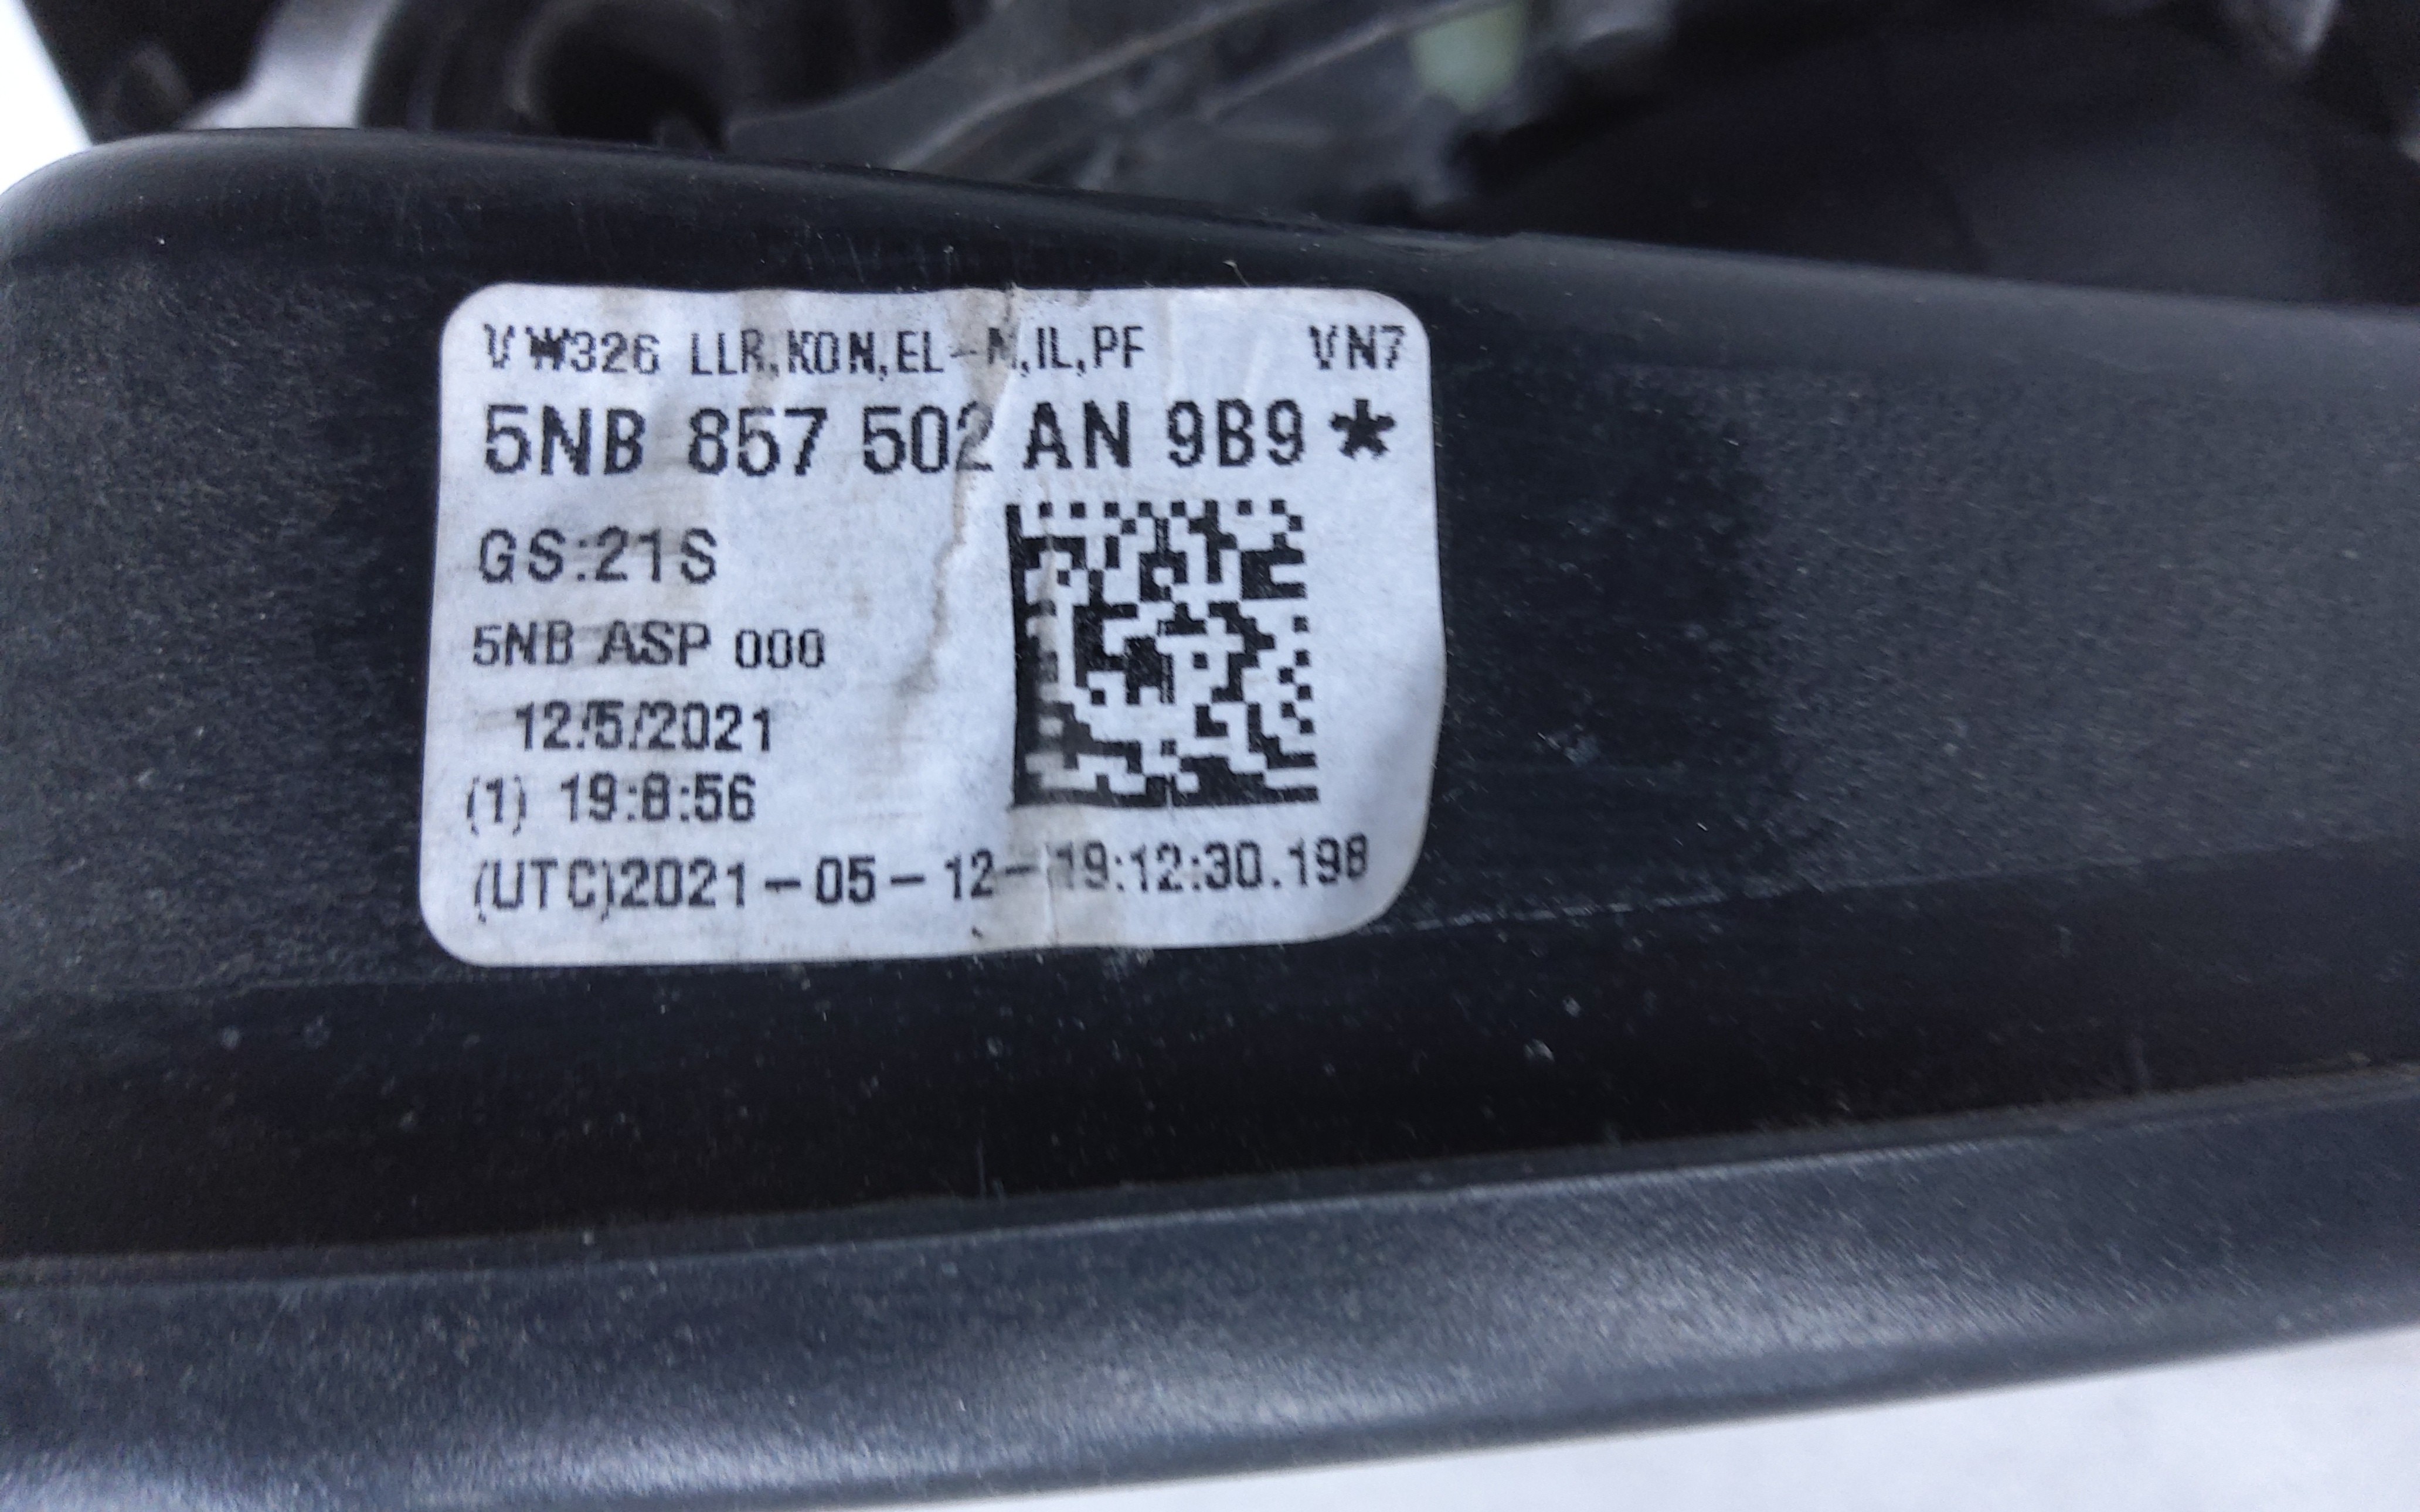 VW326 LLR,KON,EL-M,IL,PF VN7
5NB 857 502 AN 9B9 *
GS:21S
5NB ASP 000
12/5/2021
(1) 19:8:56
(UTC)2021-05-12-19:12:30.198